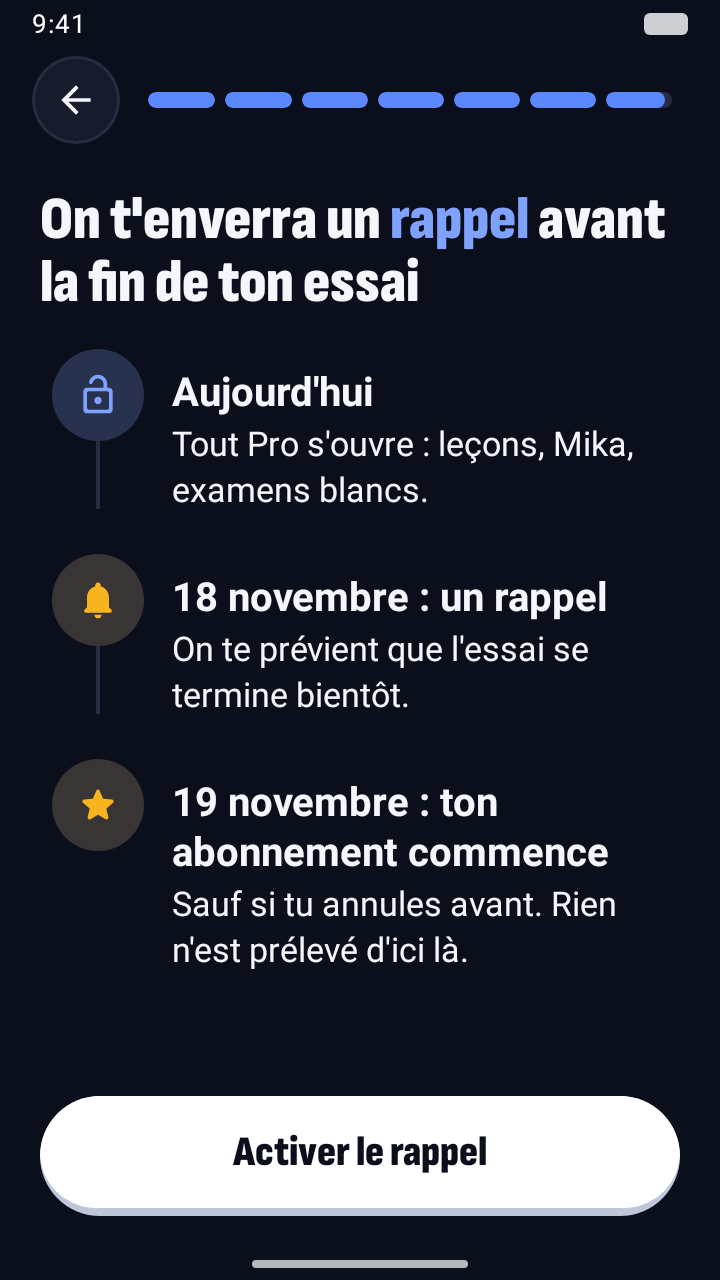 9:41
On t'enverra un rappel avant
la fin de ton essai
Aujourd'hui
Tout Pro s'ouvre : leçons, Mika,
examens blancs.
18 novembre : un rappel
On te prévient que l'essai se
termine bientôt.
19 novembre : ton
abonnement commence
Sauf si tu annules avant. Rien
n'est prélevé d'ici là.
Activer le rappel